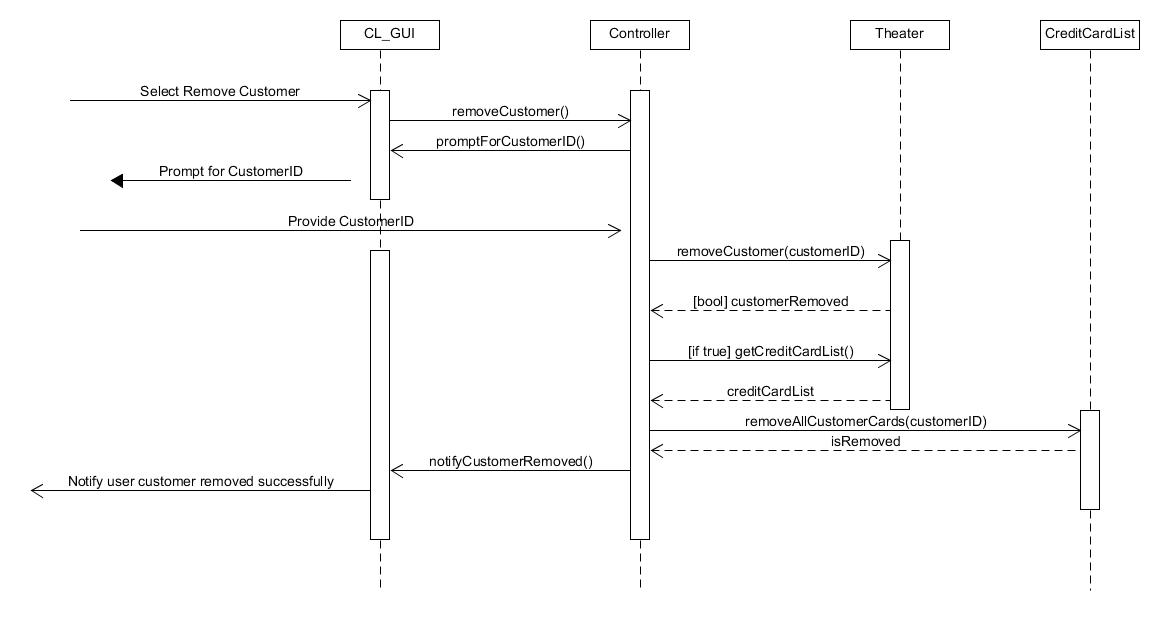 CL_GUI
Controller
Theater
CreditCardList
Select Remove Customer
removeCustomer()
promptForCustomerID()
Prompt for CustomerID
Provide CustomerID
removeCustomer(customerID)
[bool] customerRemoved
[if true] getCreditCardList()
creditCardList
removeAllCustomerCards(customerID)
isRemoved
notifyCustomerRemoved()
Notify user customer removed successfully